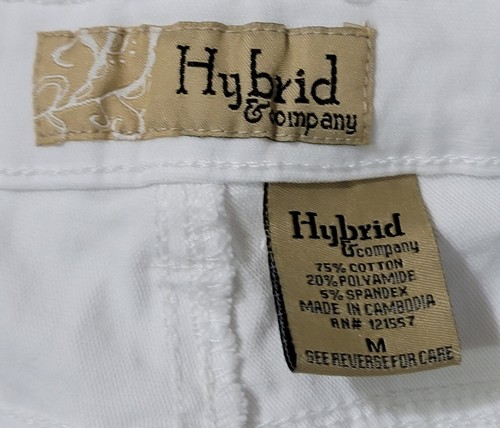 Hybrid
& company
Hybrid
& company
75% COTTON
20% POLYAMIDE
5% SPANDEX
MADE IN CAMBODIA
RN# 121557
M
SEE REVERSE FOR CARE